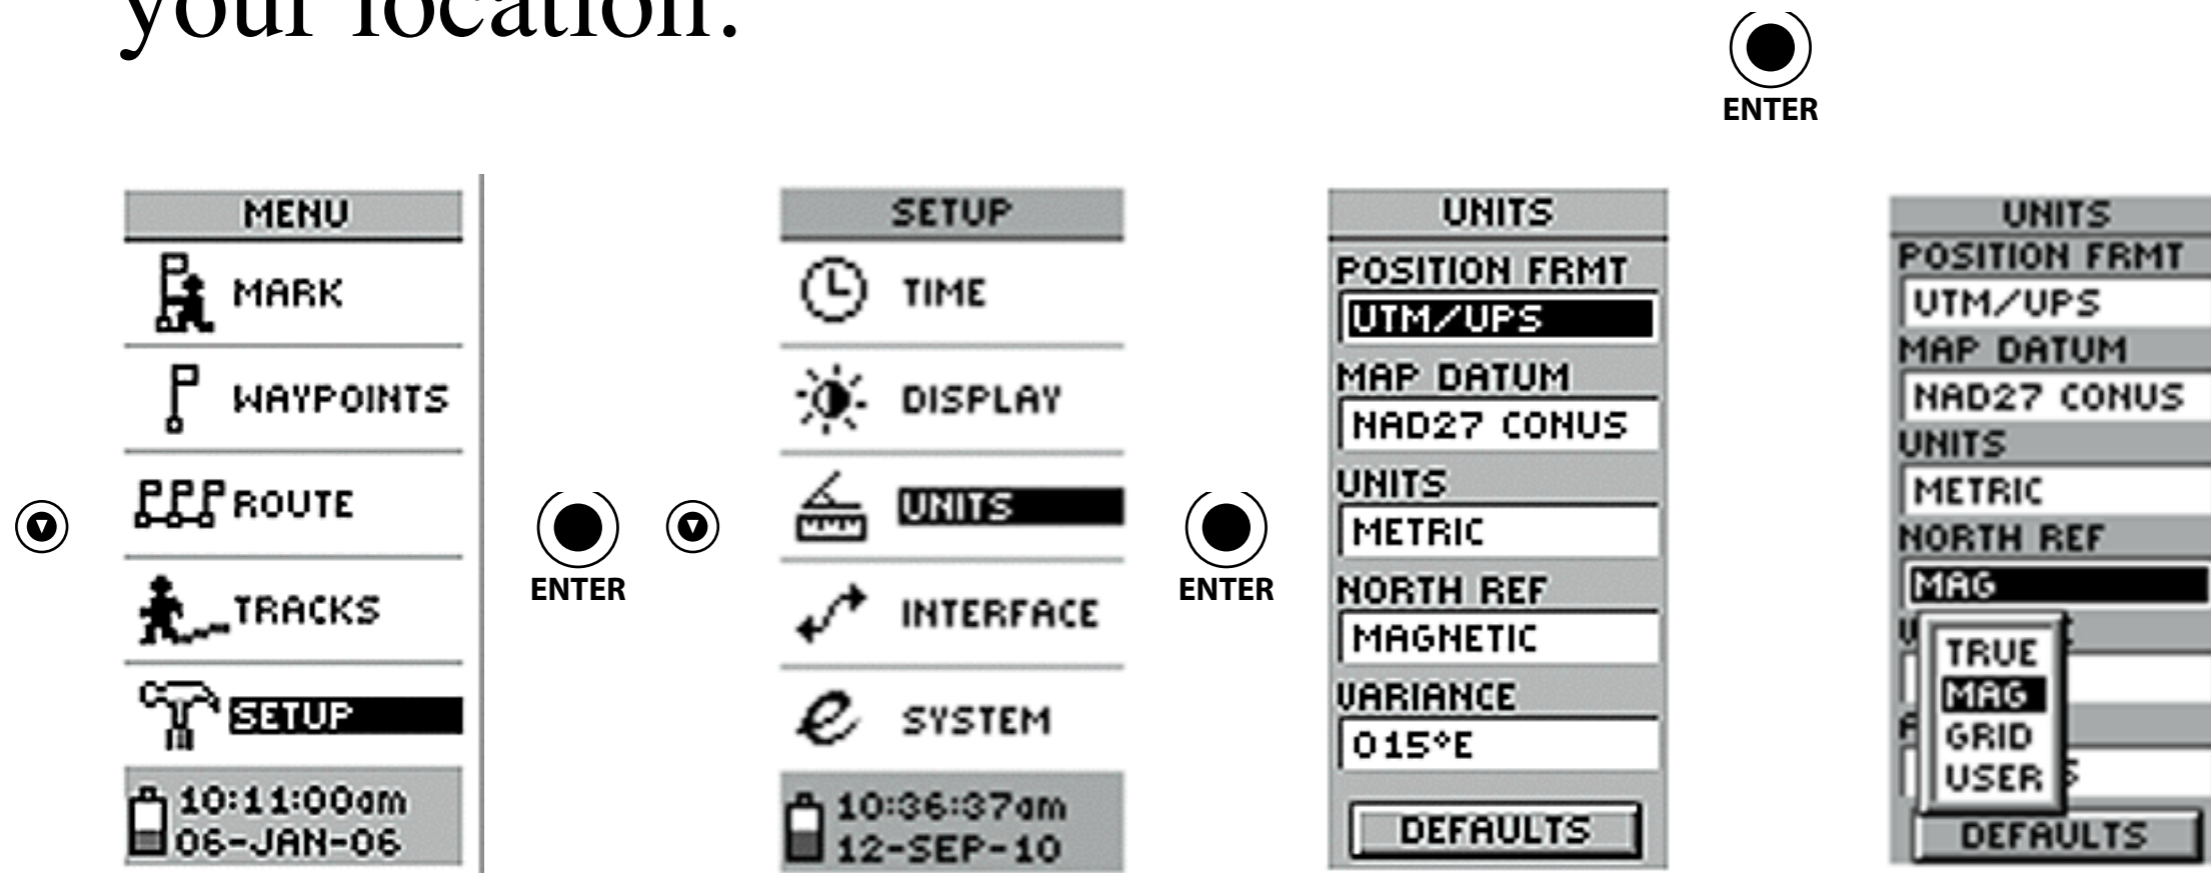 your location.
ENTER
MENU
MARK
WAYPOINTS
ROUTE
TRACKS
SETUP
10:11:00am
06-JAN-06
ENTER
SETUP
TIME
DISPLAY
UNITS
INTERFACE
SYSTEM
10:36:37am
12-SEP-10
ENTER
UNITS
POSITION FRMT
UTM/UPS
MAP DATUM
NAD27 CONUS
UNITS
METRIC
NORTH REF
MAGNETIC
VARIANCE
015°E
DEFAULTS
UNITS
POSITION FRMT
UTM/UPS
MAP DATUM
NAD27 CONUS
UNITS
METRIC
NORTH REF
MAG
TRUE
MAG
GRID
USER
DEFAULTS